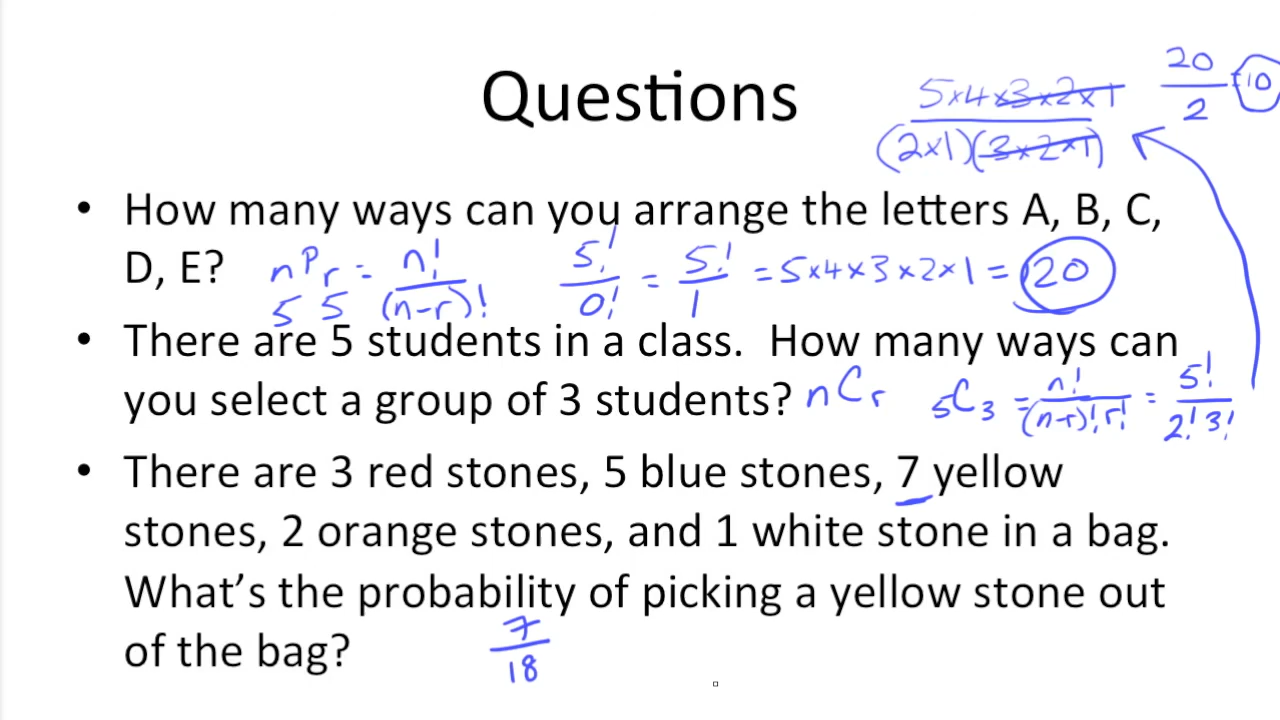 Questions
5×4×3×2×1
(2×1)(3×2×1)
20
2
=10
• How many ways can you arrange the letters A, B, C,
D, E?
nPr = n!
(n-r)!
5 5
5!
0!
= 5!
1
= 5×4×3×2×1 = 120
• There are 5 students in a class. How many ways can
you select a group of 3 students?
nCr
5C3 = n!
(n-r)! r!
= 5!
2! 3!
• There are 3 red stones, 5 blue stones, 7 yellow
stones, 2 orange stones, and 1 white stone in a bag.
What’s the probability of picking a yellow stone out
of the bag?
7
18